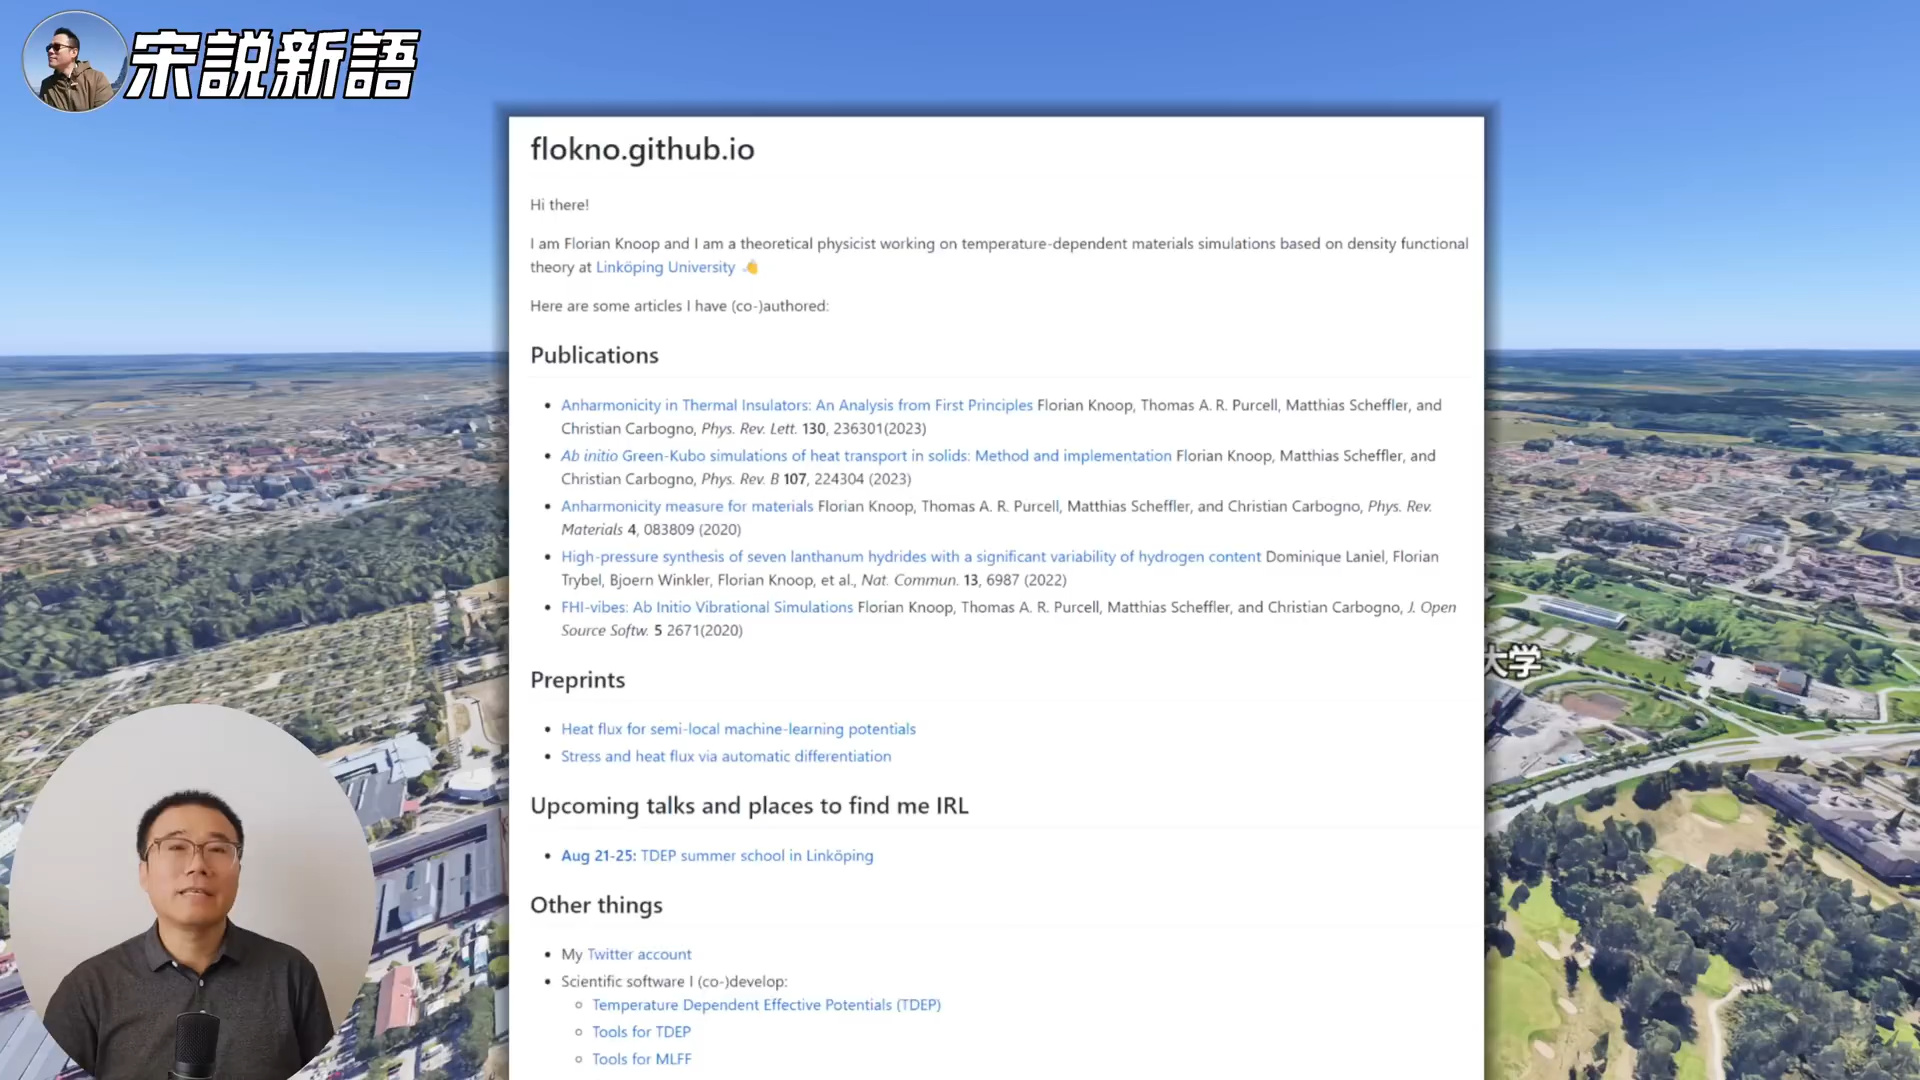 宋説新語
flokno.github.io
Hi there!
I am Florian Knoop and I am a theoretical physicist working on temperature-dependent materials simulations based on density functional
theory at Linköping University 👋
Here are some articles I have (co-)authored:
Publications
• Anharmonicity in Thermal Insulators: An Analysis from First Principles Florian Knoop, Thomas A. R. Purcell, Matthias Scheffler, and
Christian Carbogno, Phys. Rev. Lett. 130, 236301(2023)
• Ab initio Green-Kubo simulations of heat transport in solids: Method and implementation Florian Knoop, Matthias Scheffler, and
Christian Carbogno, Phys. Rev. B 107, 224304 (2023)
• Anharmonicity measure for materials Florian Knoop, Thomas A. R. Purcell, Matthias Scheffler, and Christian Carbogno, Phys. Rev.
Materials 4, 083809 (2020)
• High-pressure synthesis of seven lanthanum hydrides with a significant variability of hydrogen content Dominique Laniel, Florian
Trybel, Bjoern Winkler, Florian Knoop, et al., Nat. Commun. 13, 6987 (2022)
• FHI-vibes: Ab Initio Vibrational Simulations Florian Knoop, Thomas A. R. Purcell, Matthias Scheffler, and Christian Carbogno, J. Open
Source Softw. 5 2671(2020)
大学
Preprints
• Heat flux for semi-local machine-learning potentials
• Stress and heat flux via automatic differentiation
Upcoming talks and places to find me IRL
• Aug 21-25: TDEP summer school in Linköping
Other things
• My Twitter account
• Scientific software I (co-)develop:
◦ Temperature Dependent Effective Potentials (TDEP)
◦ Tools for TDEP
◦ Tools for MLFF